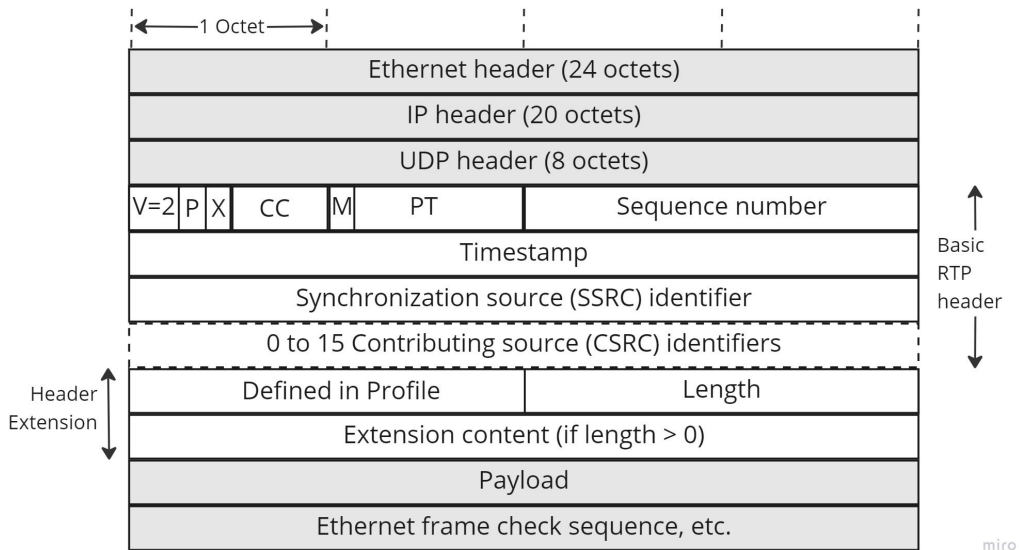 1 Octet
Ethernet header (24 octets)
IP header (20 octets)
UDP header (8 octets)
V=2 P X CC M PT Sequence number
Timestamp
Synchronization source (SSRC) identifier
0 to 15 Contributing source (CSRC) identifiers
Basic
RTP
header
Defined in Profile Length
Header
Extension
Extension content (if length > 0)
Payload
Ethernet frame check sequence, etc.
miro